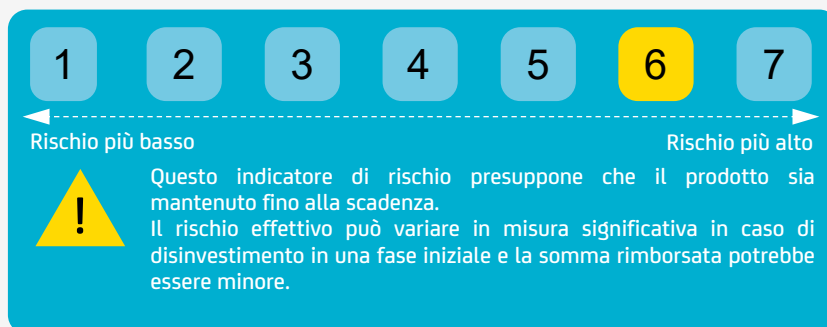 1 2 3 4 5 6 7
Rischio più basso Rischio più alto
! Questo indicatore di rischio presuppone che il prodotto sia
mantenuto fino alla scadenza.
Il rischio effettivo può variare in misura significativa in caso di
disinvestimento in una fase iniziale e la somma rimborsata potrebbe
essere minore.